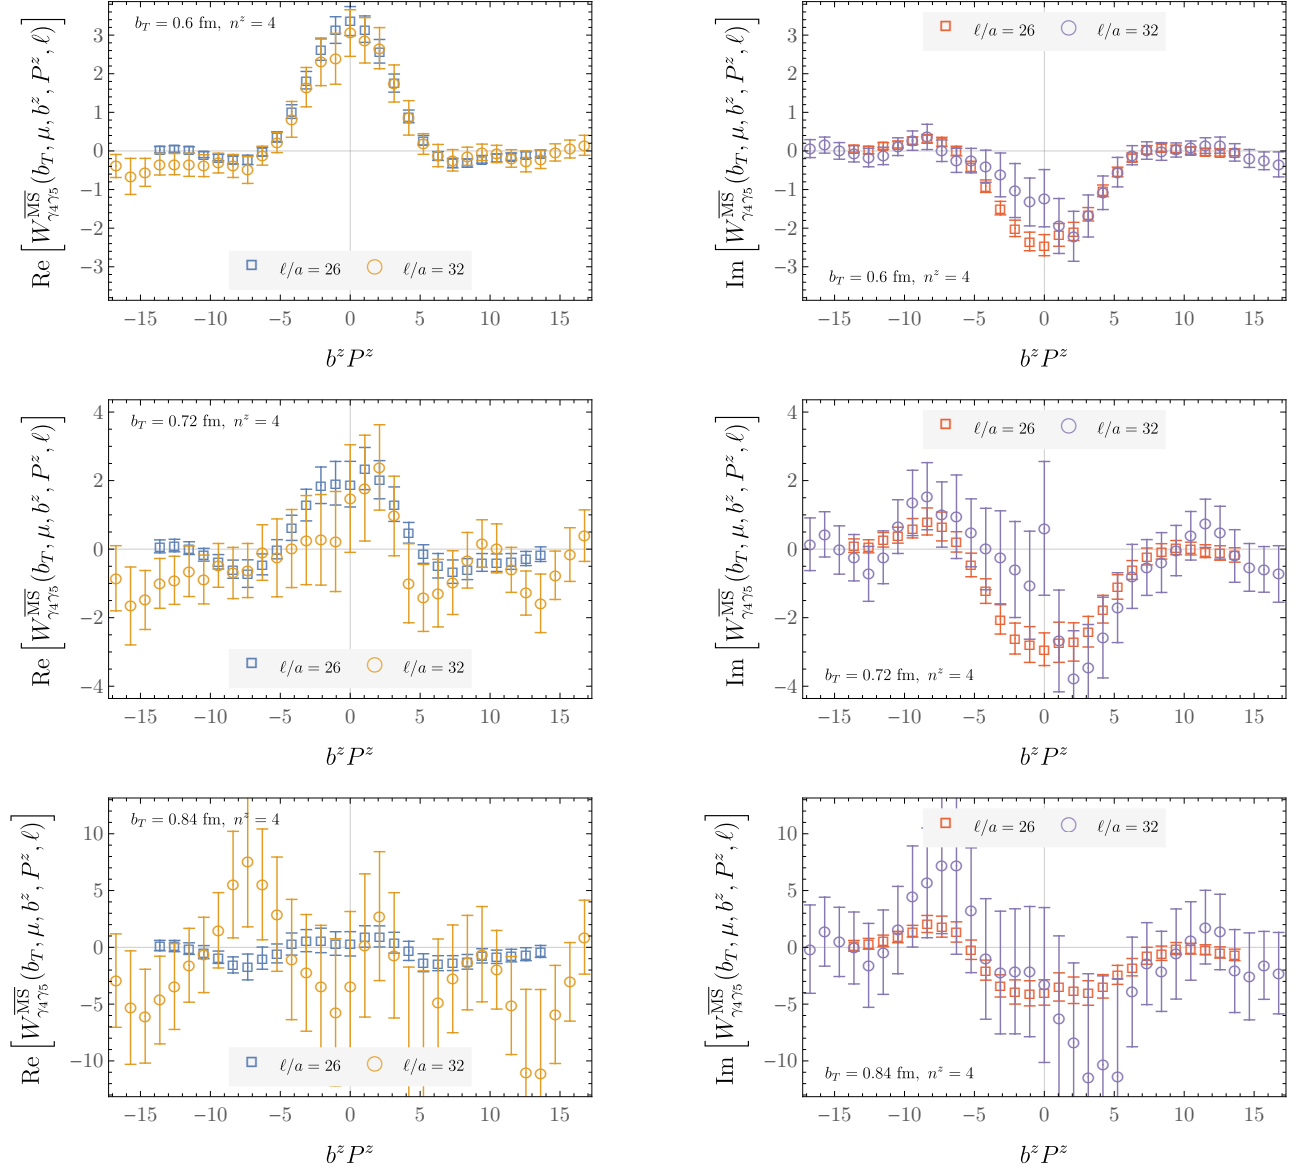 Re [W^{\overline{MS}}_{γ4γ5}(b_T, μ, b^z, P^z, ℓ)]
b_T = 0.6 fm, n^z = 4
3
2
1
0
−1
−2
−3
ℓ/a = 26 ℓ/a = 32
−15 −10 −5 0 5 10 15
b^z P^z
Im [W^{\overline{MS}}_{γ4γ5}(b_T, μ, b^z, P^z, ℓ)]
ℓ/a = 26 ℓ/a = 32
3
2
1
0
−1
−2
−3
b_T = 0.6 fm, n^z = 4
−15 −10 −5 0 5 10 15
b^z P^z
Re [W^{\overline{MS}}_{γ4γ5}(b_T, μ, b^z, P^z, ℓ)]
b_T = 0.72 fm, n^z = 4
4
2
0
−2
−4
ℓ/a = 26 ℓ/a = 32
−15 −10 −5 0 5 10 15
b^z P^z
Im [W^{\overline{MS}}_{γ4γ5}(b_T, μ, b^z, P^z, ℓ)]
ℓ/a = 26 ℓ/a = 32
4
2
0
−2
−4
b_T = 0.72 fm, n^z = 4
−15 −10 −5 0 5 10 15
b^z P^z
Re [W^{\overline{MS}}_{γ4γ5}(b_T, μ, b^z, P^z, ℓ)]
b_T = 0.84 fm, n^z = 4
10
5
0
−5
−10
ℓ/a = 26 ℓ/a = 32
−15 −10 −5 0 5 10 15
b^z P^z
Im [W^{\overline{MS}}_{γ4γ5}(b_T, μ, b^z, P^z, ℓ)]
ℓ/a = 26 ℓ/a = 32
10
5
0
−5
−10
b_T = 0.84 fm, n^z = 4
−15 −10 −5 0 5 10 15
b^z P^z